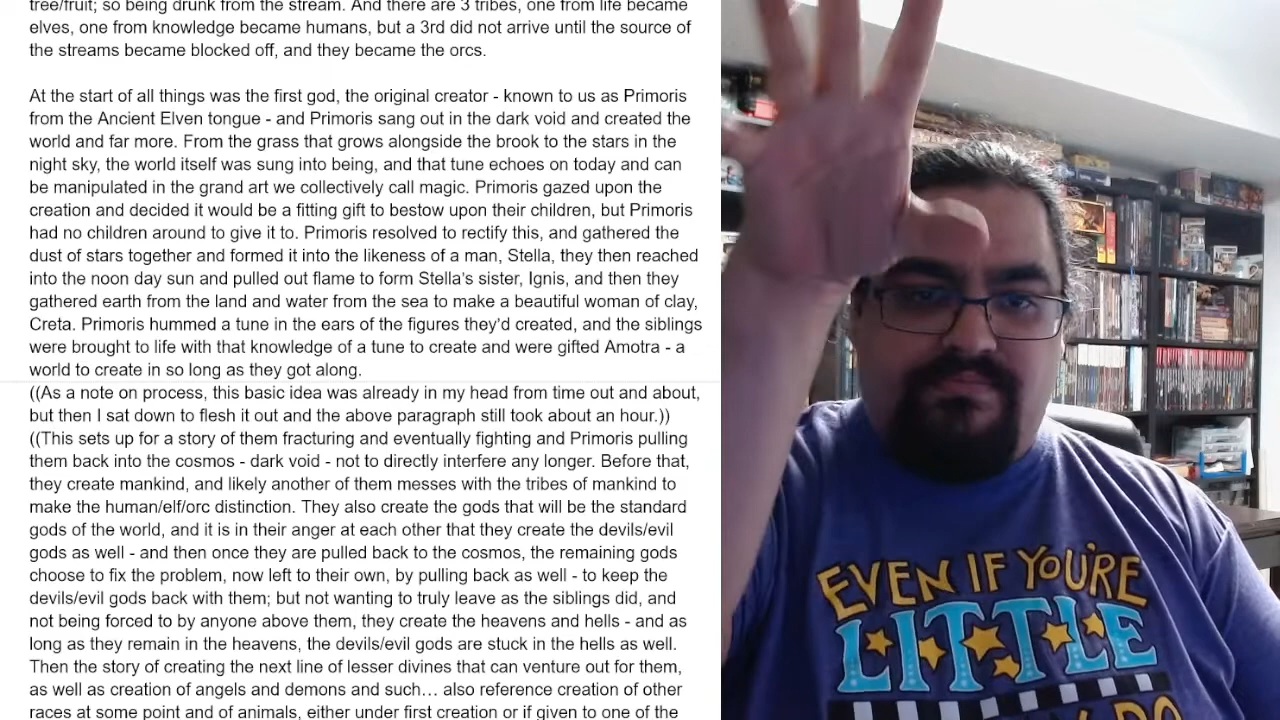 tree/fruit; so being drunk from the stream. And there are 3 tribes, one from life became
elves, one from knowledge became humans, but a 3rd did not arrive until the source of
the streams became blocked off, and they became the orcs.
At the start of all things was the first god, the original creator - known to us as Primoris
from the Ancient Elven tongue - and Primoris sang out in the dark void and created the
world and far more. From the grass that grows alongside the brook to the stars in the
night sky, the world itself was sung into being, and that tune echoes on today and can
be manipulated in the grand art we collectively call magic. Primoris gazed upon the
creation and decided it would be a fitting gift to bestow upon their children, but Primoris
had no children around to give it to. Primoris resolved to rectify this, and gathered the
dust of stars together and formed it into the likeness of a man, Stella, they then reached
into the noon day sun and pulled out flame to form Stella's sister, Ignis, and then they
gathered earth from the land and water from the sea to make a beautiful woman of clay,
Creta. Primoris hummed a tune in the ears of the figures they'd created, and the siblings
were brought to life with that knowledge of a tune to create and were gifted Amotra - a
world to create in so long as they got along.
((As a note on process, this basic idea was already in my head from time out and about,
but then I sat down to flesh it out and the above paragraph still took about an hour.))
((This sets up for a story of them fracturing and eventually fighting and Primoris pulling
them back into the cosmos - dark void - not to directly interfere any longer. Before that,
they create mankind, and likely another of them messes with the tribes of mankind to
make the human/elf/orc distinction. They also create the gods that will be the standard
gods of the world, and it is in their anger at each other that they create the devils/evil
gods as well - and then once they are pulled back to the cosmos, the remaining gods
choose to fix the problem, now left to their own, by pulling back as well - to keep the
devils/evil gods back with them; but not wanting to truly leave as the siblings did, and
not being forced to by anyone above them, they create the heavens and hells - and as
long as they remain in the heavens, the devils/evil gods are stuck in the hells as well.
Then the story of creating the next line of lesser divines that can venture out for them,
as well as creation of angels and demons and such… also reference creation of other
races at some point and of animals, either under first creation or if given to one of the
EVEN IF YOU'RE
LITTLE
DO